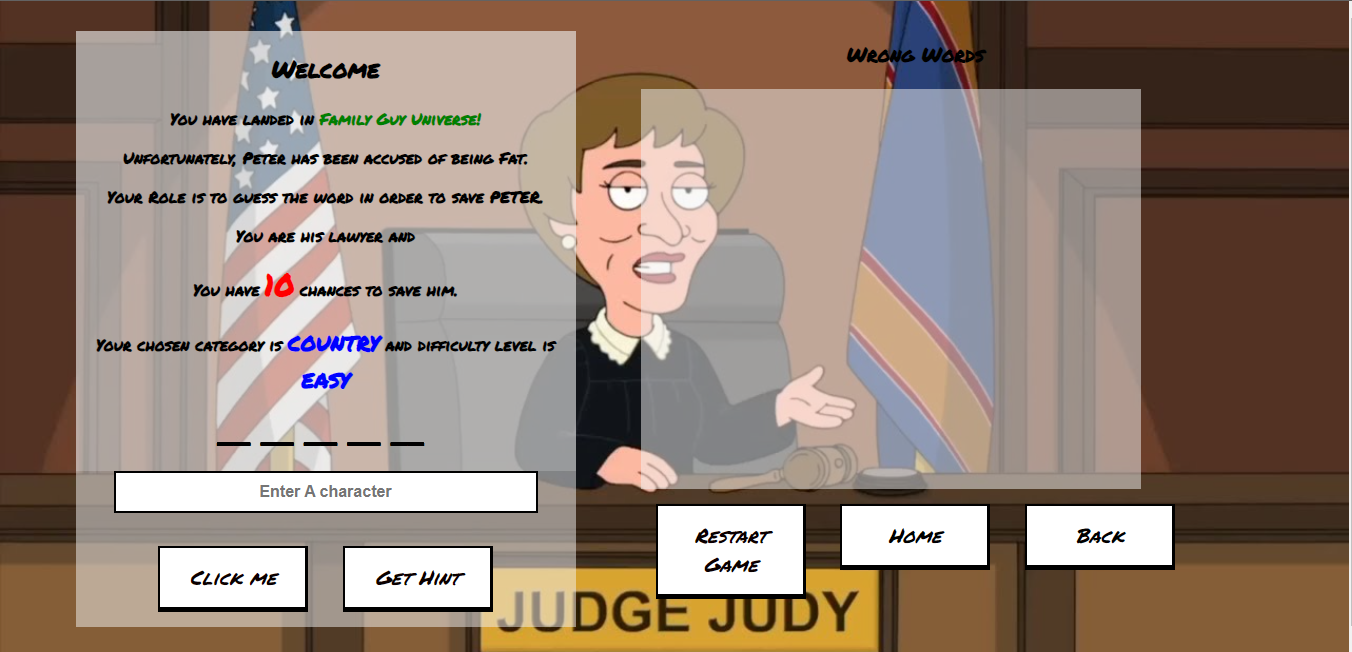 Welcome
You have landed in Family Guy Universe!
Unfortunately, Peter has been accused of being Fat.
Your Role is to guess the word in order to save PETER.
You are his lawyer and
You have 10 chances to save him.
Your chosen category is COUNTRY and difficulty level is
EASY
Enter A character
Click me
Get Hint
Wrong Words
Restart
Game
Home
Back
JUDGE JUDY